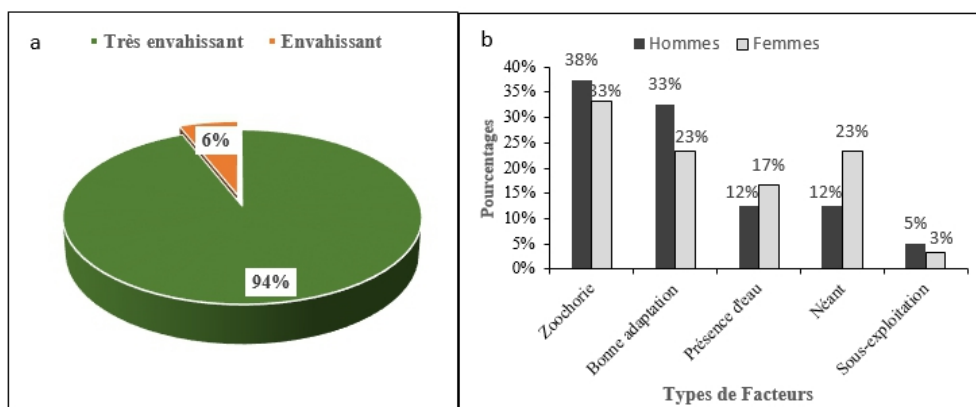 a
Très envahissant Envahissant
6%
94%
b
Hommes Femmes
Pourcentages
40%
35%
30%
25%
20%
15%
10%
5%
0%
38%
33%
33%
23%
12%
17%
12%
23%
5%
3%
Zoochorie
Bonne adaptation
Présence d'eau
Néant
Sous-exploitation
Types de Facteurs